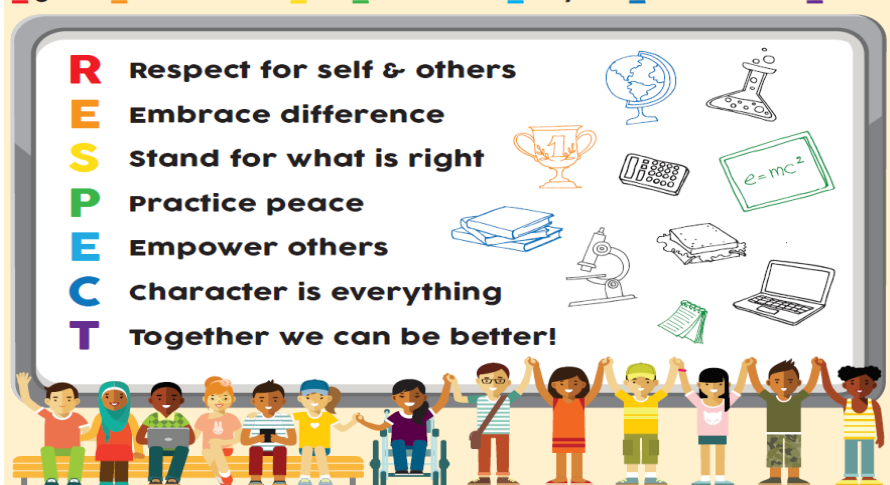 R Respect for self & others
E Embrace difference
S Stand for what is right
P Practice peace
E Empower others
C Character is everything
T Together we can be better!
1
e=mc²